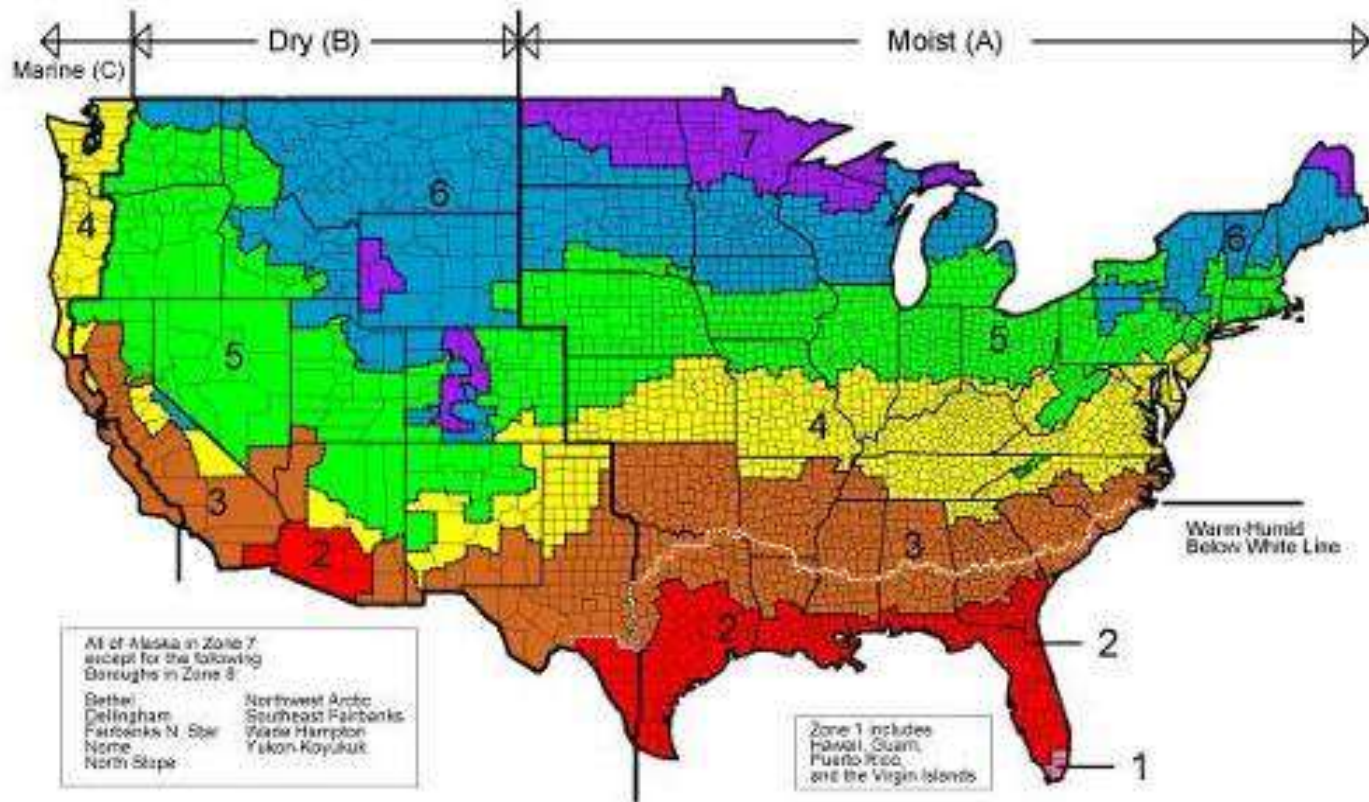 Dry (B)
Moist (A)
Marine (C)
7
6
4
6
5
5
4
3
3
2
Warm-Humid
Below White Line
2
2
1
All of Alaska in Zone 7
except for the following
Boroughs in Zone 8
Bethel
Dellingham
Fairbanks N. Star
Nome
North Slope
Northwest Arctic
Southeast Fairbanks
Wade Hampton
Yukon-Koyukuk
Zone 1 includes
Hawaii, Guam,
Puerto Rico,
and the Virgin Islands